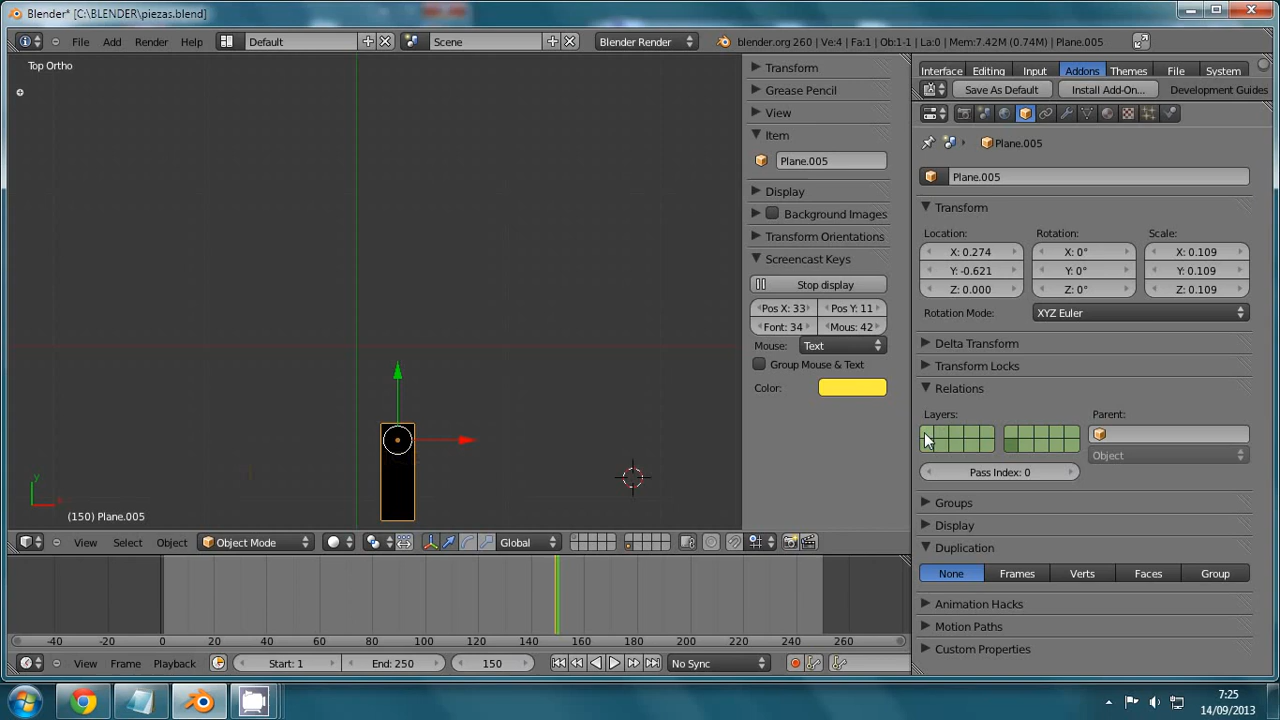 Blender* [C:\BLENDER\piezas.blend]
File Add Render Help Default Scene Blender Render blender.org 260 | Ve:4 | Fa:1 | Ob:1-1 | La:0 | Mem:7.42M (0.74M) | Plane.005
Top Ortho
Transform
Grease Pencil
View
Item
Plane.005
Display
Background Images
Transform Orientations
Screencast Keys
Stop display
Pos X: 33 Pos Y: 11
Font: 34 Mous: 42
Mouse: Text
Group Mouse & Text
Color:
Interface Editing Input Addons Themes File System
Save As Default Install Add-On... Development Guides
Plane.005
Plane.005
Transform
Location: Rotation: Scale:
X: 0.274 X: 0° X: 0.109
Y: -0.621 Y: 0° Y: 0.109
Z: 0.000 Z: 0° Z: 0.109
Rotation Mode: XYZ Euler
Delta Transform
Transform Locks
Relations
Layers: Parent:
Object
Pass Index: 0
Groups
Display
Duplication
None Frames Verts Faces Group
Animation Hacks
Motion Paths
Custom Properties
y
x
(150) Plane.005
View Select Object Object Mode Global
-40 -20 0 20 40 60 80 100 120 140 160 180 200 220 240 260
View Frame Playback Start: 1 End: 250 150 No Sync
7:25
14/09/2013